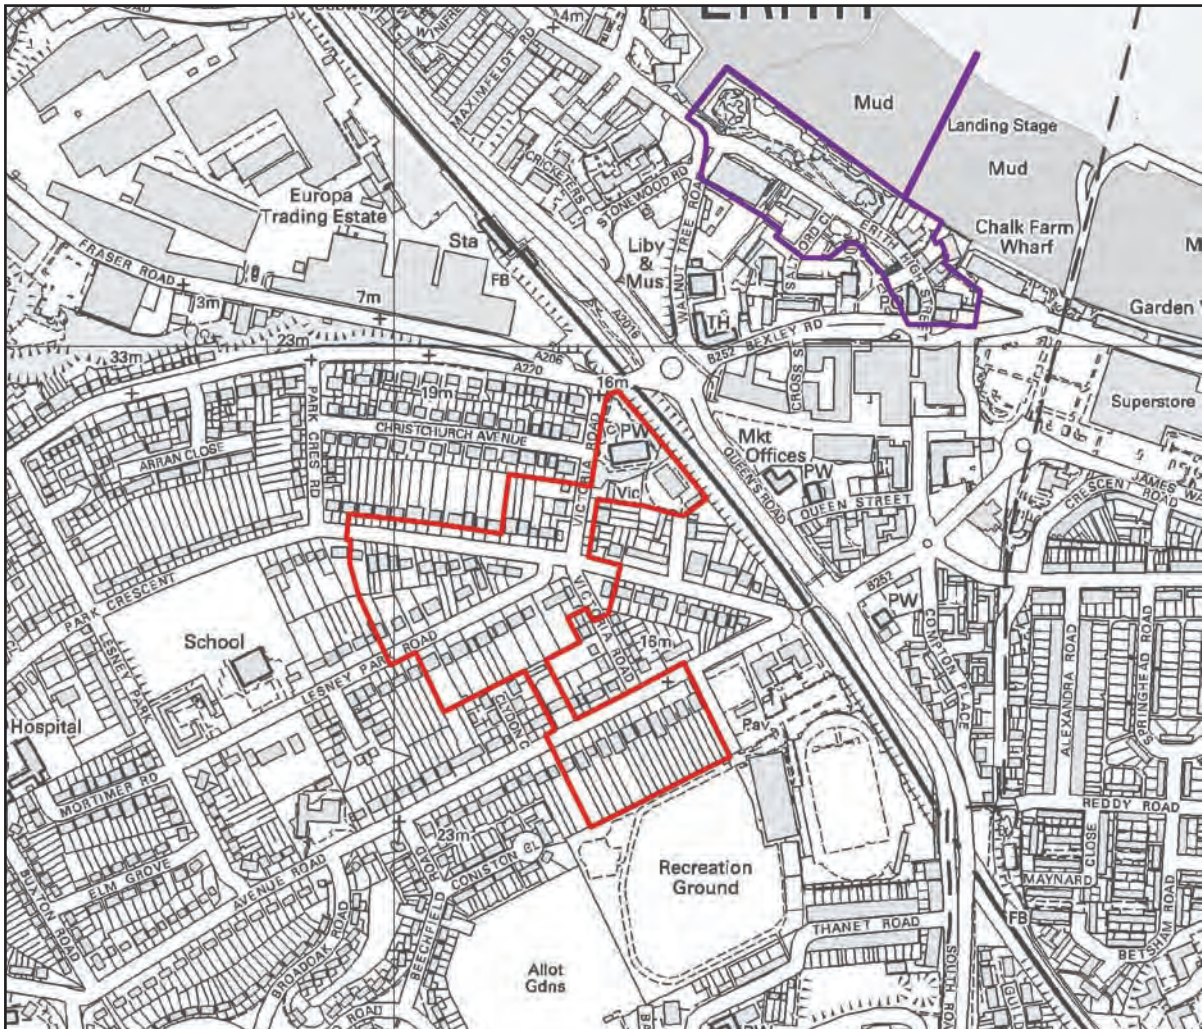 ERITH
4m
MAXIMFELDT RD
CRICKETERS C
STONEWOOD RD
WALNUT TREE ROAD
Mud
Landing Stage
Mud
Chalk Farm
Wharf
Garden
Europa
Trading Estate
Sta
FB
Liby
&
Mus
TH
ERITH HIGH STREET
FRASER ROAD
3m
7m
23m
33m
A2016
A206
A220
16m
B252 BEXLEY RD
CROSS S
Superstore
PARK CRES RD
19m
CHRISTCHURCH AVENUE
ARRAN CLOSE
VICTORIA ROAD
PW
Vic
Mkt
Offices
PW
QUEEN'S ROAD
QUEEN STREET
CRESCENT ROAD
JAMES W
PARK CRESCENT
LESNEY PARK
School
LESNEY PARK ROAD
VICTORIA ROAD
16m
B252
PW
COMPTON PLACE
ALEXANDRA ROAD
SPRINGHEAD ROAD
Hospital
MORTIMER RD
CLYDON C
Pav
REDDY ROAD
ELM GROVE
BUXTON ROAD
AVENUE ROAD
BROADOAK ROAD
23m
CONISTON CL
BEECHFIELD ROAD
Recreation
Ground
MAYNARD CLOSE
BETSHAM ROAD
FB
THANET ROAD
SOUTH ROA
Allot
Gdns